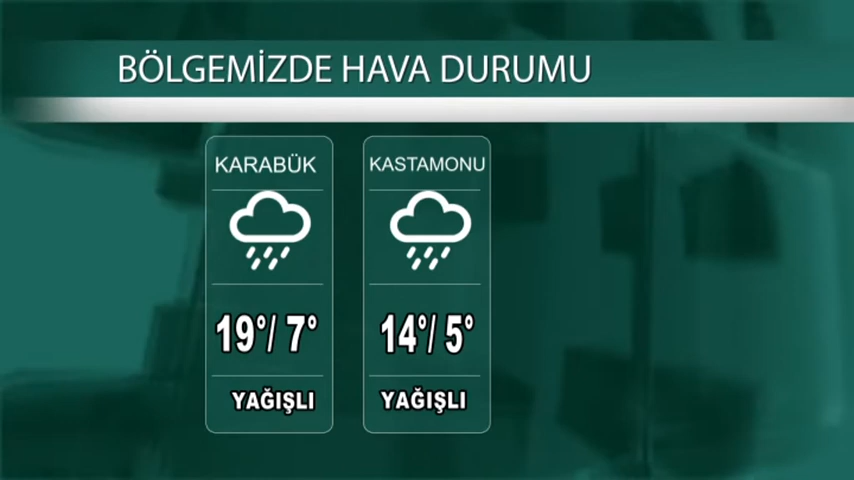 BÖLGEMİZDE HAVA DURUMU
KARABÜK
19°/ 7°
YAĞIŞLI
KASTAMONU
14°/ 5°
YAĞIŞLI